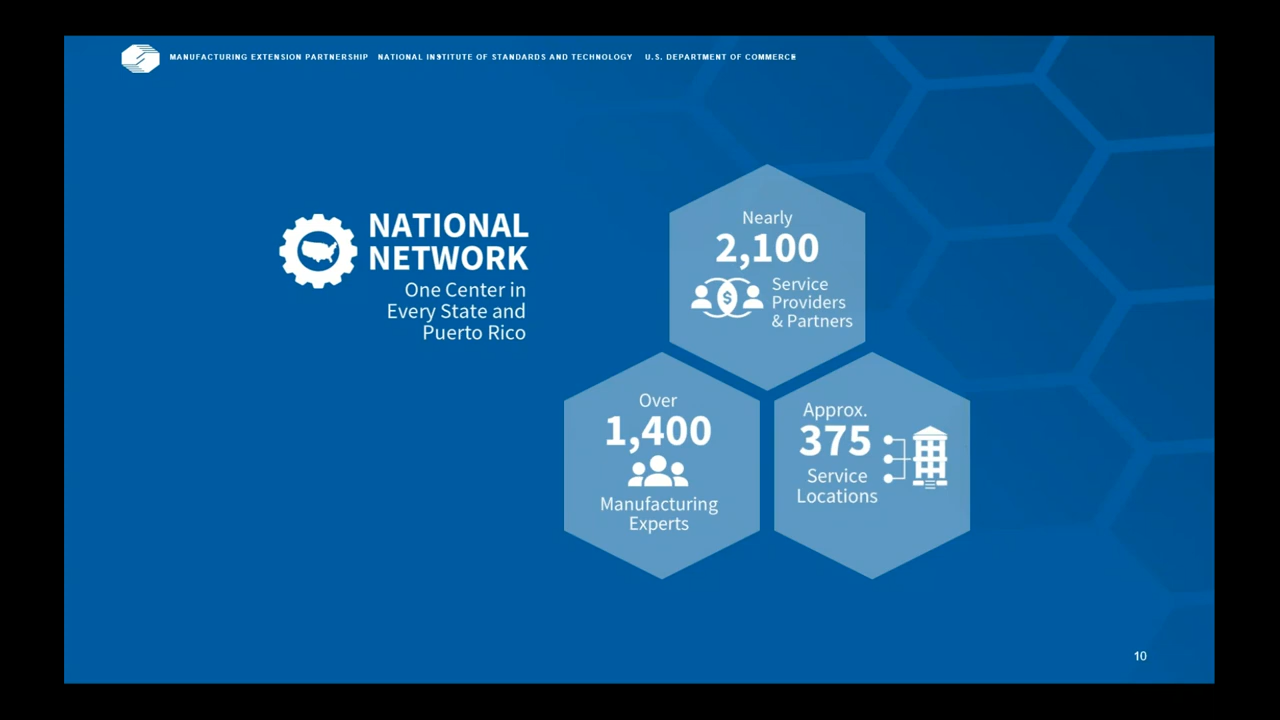 MANUFACTURING EXTENSION PARTNERSHIP NATIONAL INSTITUTE OF STANDARDS AND TECHNOLOGY U.S. DEPARTMENT OF COMMERCE
NATIONAL
NETWORK
One Center in
Every State and
Puerto Rico
Nearly
2,100
$
Service
Providers
& Partners
Over
1,400
Manufacturing
Experts
Approx.
375
Service
Locations
10